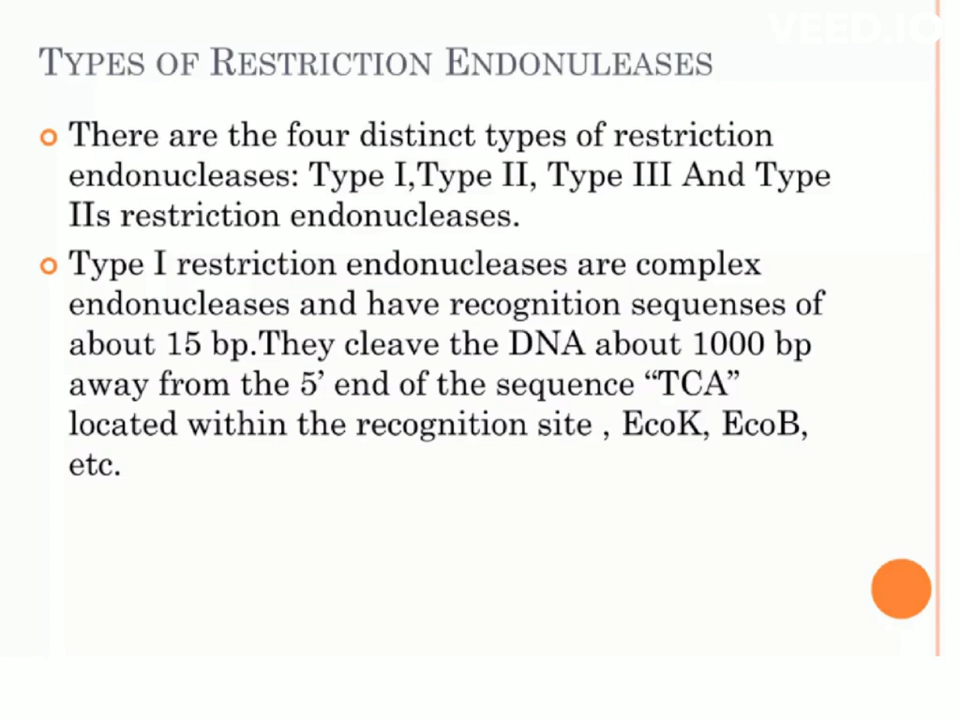 VEED.IO
TYPES OF RESTRICTION ENDONULEASES
There are the four distinct types of restriction
endonucleases: Type I,Type II, Type III And Type
IIs restriction endonucleases.
Type I restriction endonucleases are complex
endonucleases and have recognition sequenses of
about 15 bp.They cleave the DNA about 1000 bp
away from the 5’ end of the sequence “TCA”
located within the recognition site , EcoK, EcoB,
etc.